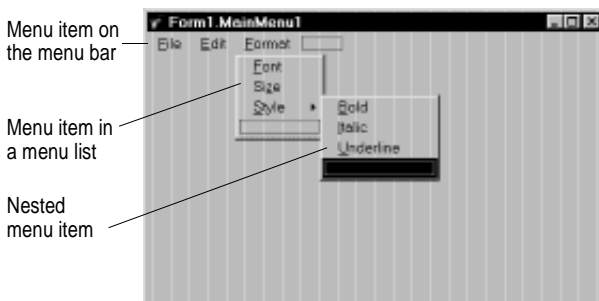 Form1.MainMenu1
Menu item on
the menu bar
File Edit Format
Font
Size
Style
Menu item in
a menu list
Bold
Italic
Underline
Nested
menu item